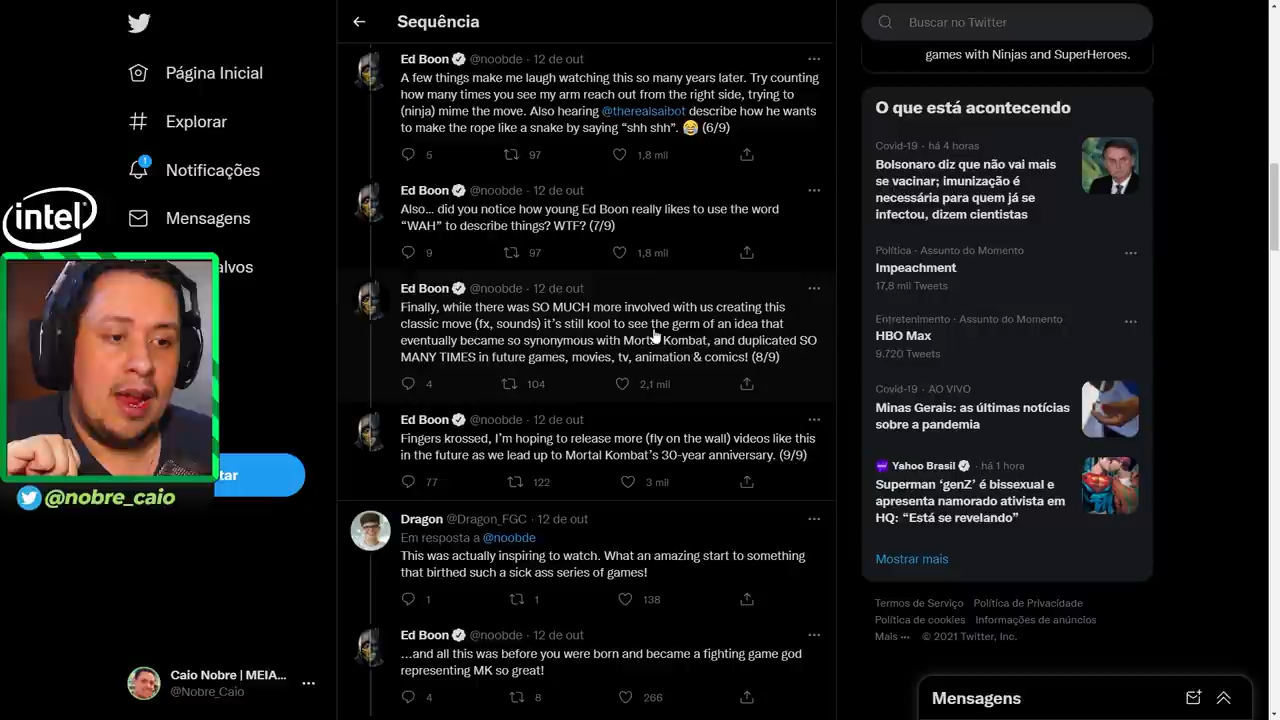 Sequência
Página Inicial
Explorar
1
Notificações
Mensagens
alvos
tar
intel
@nobre_caio
Caio Nobre | MEIA...
@Nobre_Caio
Ed Boon @noobde · 12 de out
A few things make me laugh watching this so many years later. Try counting
how many times you see my arm reach out from the right side, trying to
(ninja) mime the move. Also hearing @therealsaibot describe how he wants
to make the rope like a snake by saying “shh shh”. 😂 (6/9)
5 97 1,8 mil
Ed Boon @noobde · 12 de out
Also... did you notice how young Ed Boon really likes to use the word
“WAH” to describe things? WTF? (7/9)
9 97 1,8 mil
Ed Boon @noobde · 12 de out
Finally, while there was SO MUCH more involved with us creating this
classic move (fx, sounds) it’s still kool to see the germ of an idea that
eventually became so synonymous with Mortal Kombat, and duplicated SO
MANY TIMES in future games, movies, tv, animation & comics! (8/9)
4 104 2,1 mil
Ed Boon @noobde · 12 de out
Fingers krossed, I’m hoping to release more (fly on the wall) videos like this
in the future as we lead up to Mortal Kombat’s 30-year anniversary. (9/9)
77 122 3 mil
Dragon @Dragon_FGC · 12 de out
Em resposta a @noobde
This was actually inspiring to watch. What an amazing start to something
that birthed such a sick ass series of games!
1 1 138
Ed Boon @noobde · 12 de out
...and all this was before you were born and became a fighting game god
representing MK so great!
4 8 266
Buscar no Twitter
games with Ninjas and SuperHeroes.
O que está acontecendo
Covid-19 · há 4 horas
Bolsonaro diz que não vai mais
se vacinar; imunização é
necessária para quem já se
infectou, dizem cientistas
Política · Assunto do Momento
Impeachment
17,8 mil Tweets
Entretenimento · Assunto do Momento
HBO Max
9.720 Tweets
Covid-19 · AO VIVO
Minas Gerais: as últimas notícias
sobre a pandemia
Yahoo Brasil · há 1 hora
Superman ‘genZ’ é bissexual e
apresenta namorado ativista em
HQ: “Está se revelando”
Mostrar mais
Termos de Serviço Política de Privacidade
Política de cookies Informações de anúncios
Mais ··· © 2021 Twitter, Inc.
Mensagens